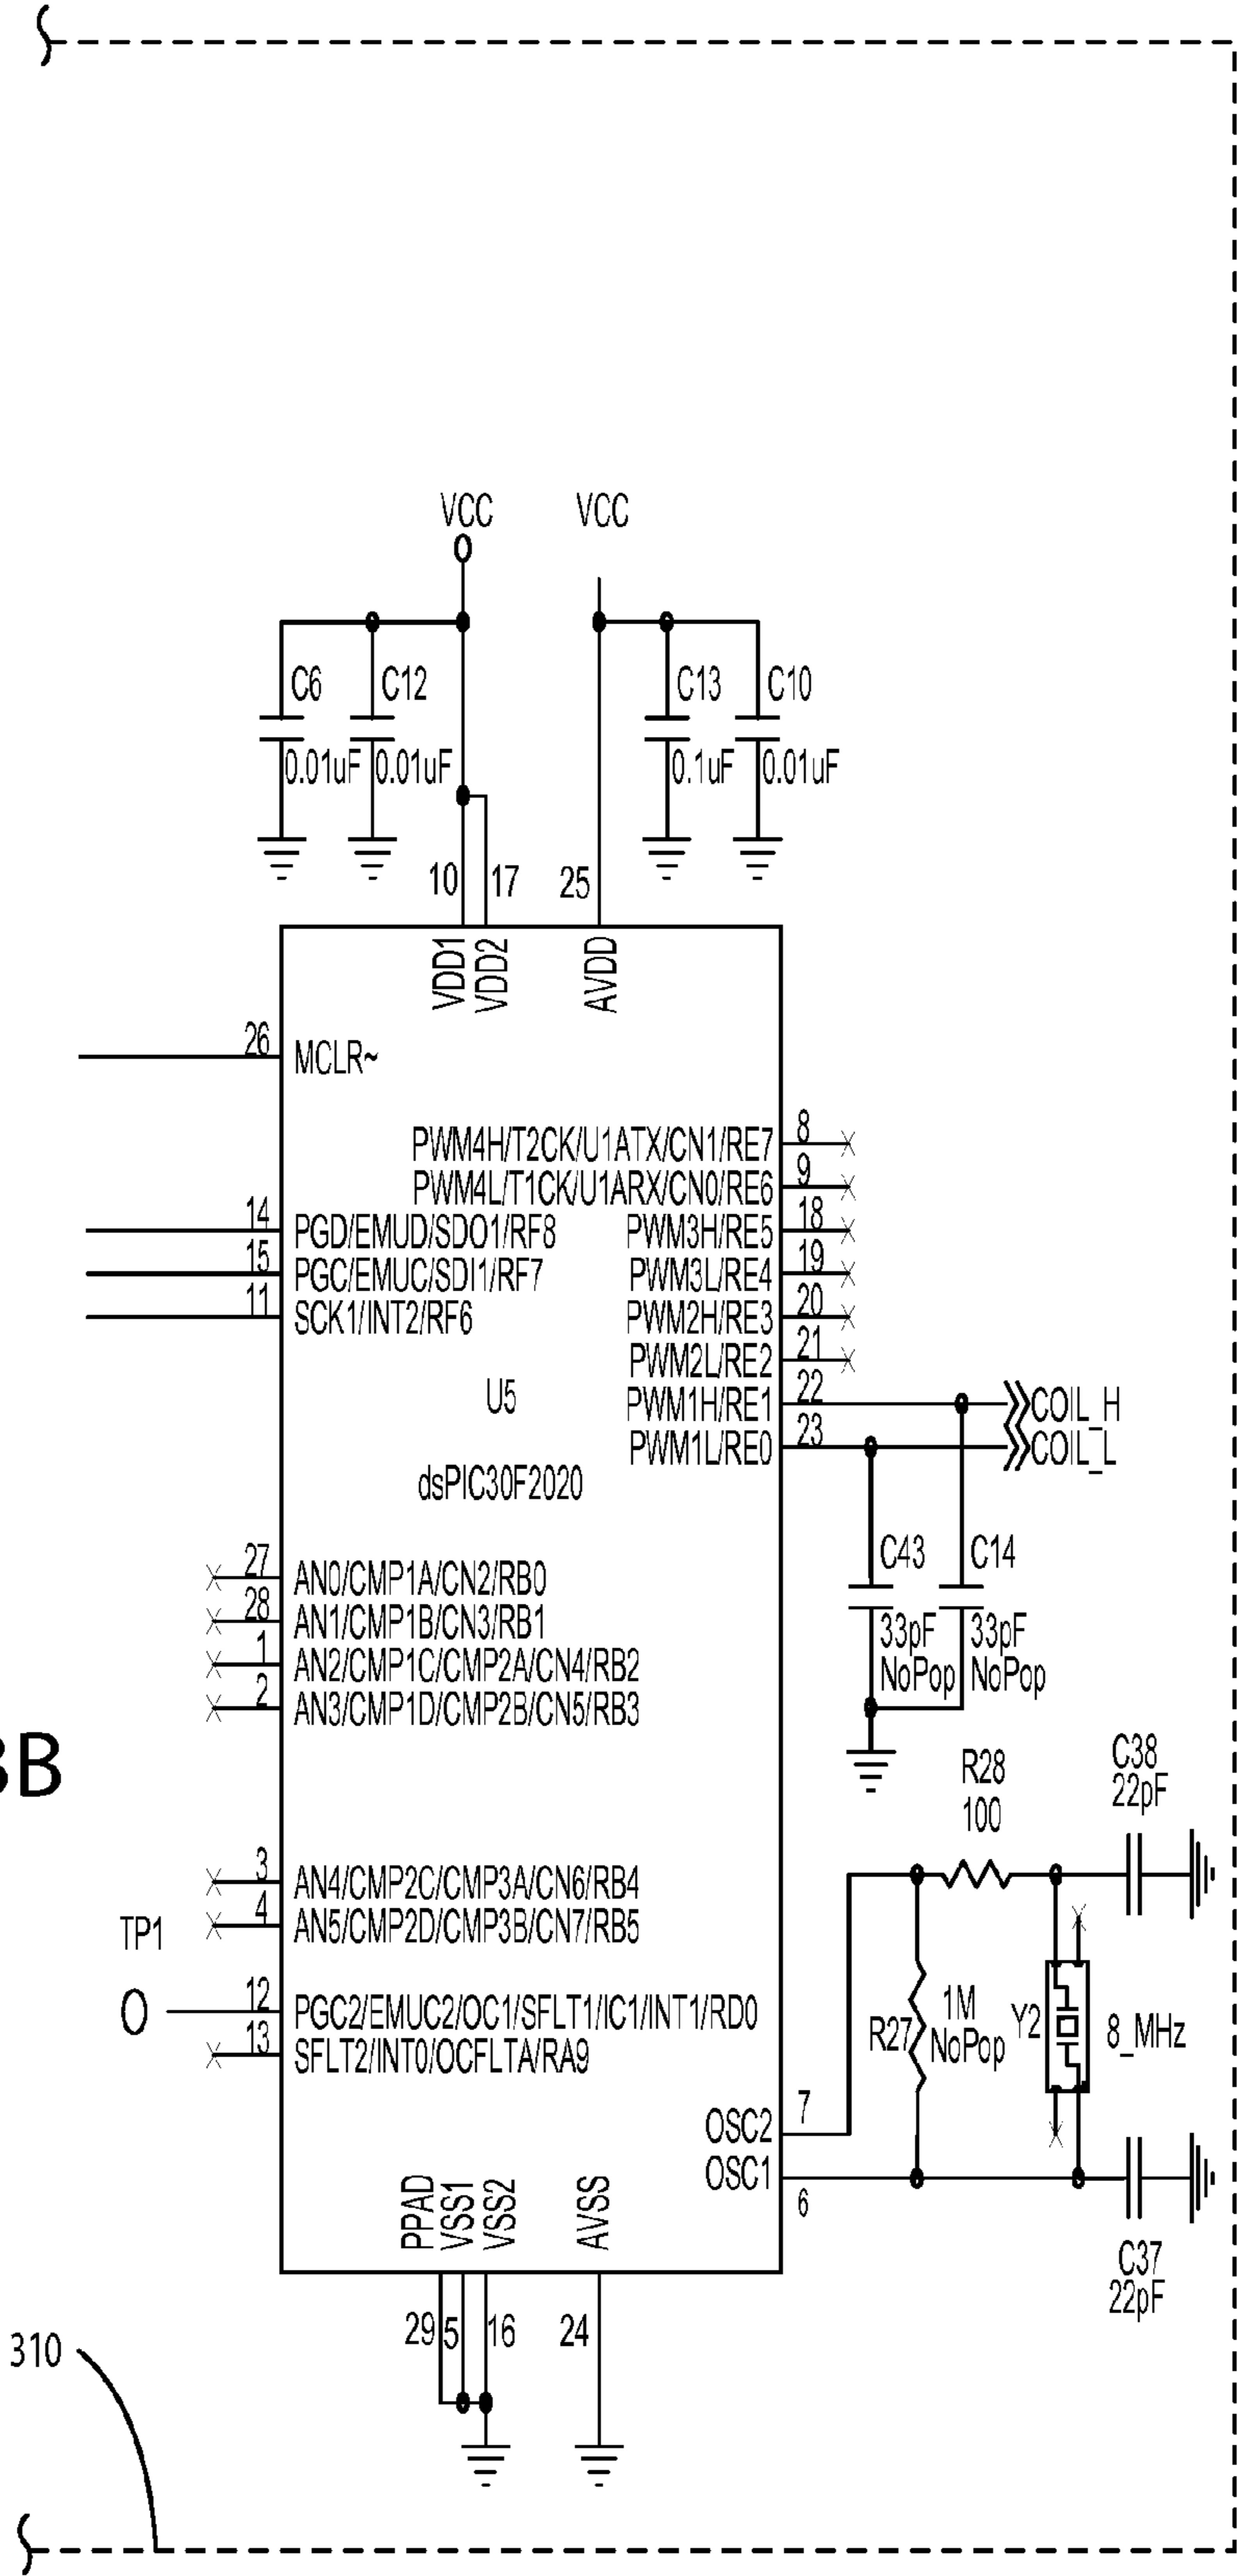 VCC VCC
C6 C12 C13 C10
0.01uF 0.01uF 0.1uF 0.01uF
10 17 25
VDD1 VDD2 AVDD
26 MCLR~
PWM4H/T2CK/U1ATX/CN1/RE7 8
PWM4L/T1CK/U1ARX/CN0/RE6 9
14 PGD/EMUD/SDO1/RF8 PWM3H/RE5 18
15 PGC/EMUC/SDI1/RF7 PWM3L/RE4 19
11 SCK1/INT2/RF6 PWM2H/RE3 20
PWM2L/RE2 21
U5 PWM1H/RE1 22 COIL_H
PWM1L/RE0 23 COIL_L
dsPIC30F2020
C43 C14
27 AN0/CMP1A/CN2/RB0
28 AN1/CMP1B/CN3/RB1
33pF 33pF
1 AN2/CMP1C/CMP2A/CN4/RB2
NoPop NoPop
2 AN3/CMP1D/CMP2B/CN5/RB3
3B
R28
100
C38
22pF
3 AN4/CMP2C/CMP3A/CN6/RB4
4 AN5/CMP2D/CMP3B/CN7/RB5
TP1
12 PGC2/EMUC2/OC1/SFLT1/IC1/INT1/RD0
13 SFLT2/INT0/OCFLTA/RA9
R27 1M
NoPop
Y2 8_MHz
OSC2 7
OSC1 6
PPAD VSS1 VSS2 AVSS
C37
22pF
29 5 16 24
310